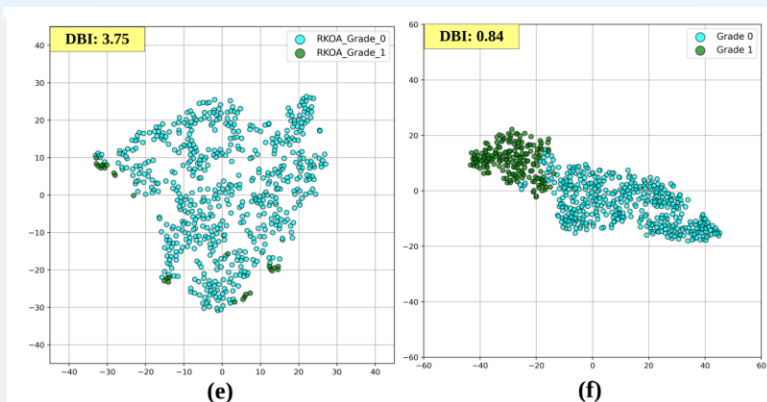 DBI: 3.75
RKOA_Grade_0
RKOA_Grade_1
40
30
20
10
0
−10
−20
−30
−40
−40 −30 −20 −10 0 10 20 30 40
(e)
DBI: 0.84
Grade 0
Grade 1
60
40
20
0
−20
−40
−60
−60 −40 −20 0 20 40 60
(f)